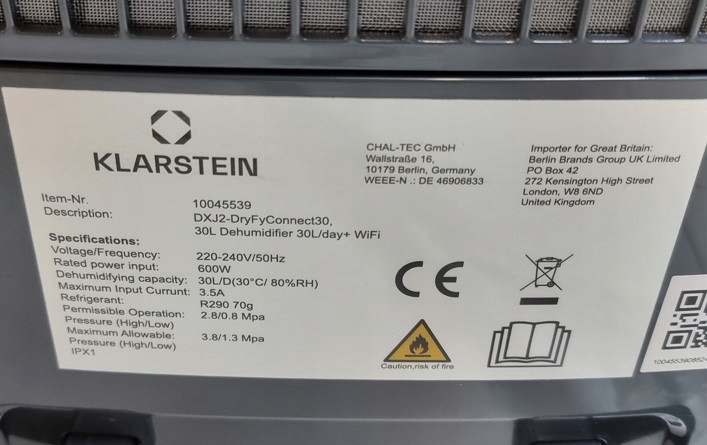 KLARSTEIN
CHAL-TEC GmbH
Wallstraße 16,
10179 Berlin, Germany
WEEE-N .: DE 46906833
Importer for Great Britain:
Berlin Brands Group UK Limited
PO Box 42
272 Kensington High Street
London, W8 6ND
United Kingdom
Item-Nr. 10045539
Description: DXJ2-DryFyConnect30,
30L Dehumidifier 30L/day+ WiFi
Specifications:
Voltage/Frequency: 220-240V/50Hz
Rated power input: 600W
Dehumidifying capacity: 30L/D(30°C/ 80%RH)
Maximum Input Currunt: 3.5A
Refrigerant: R290 70g
Permissible Operation: 2.8/0.8 Mpa
Pressure (High/Low)
Maximum Allowable: 3.8/1.3 Mpa
Pressure (High/Low)
IPX1
CE
Caution,risk of fire